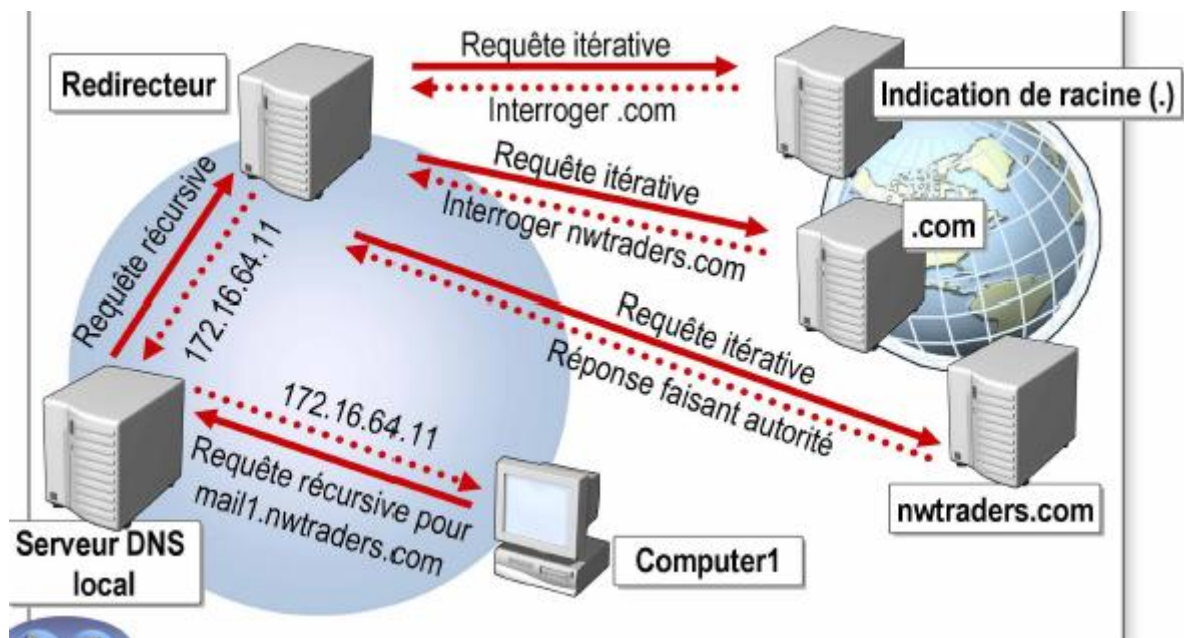 Requête itérative
Redirecteur
Indication de racine (.)
Interroger .com
Requête itérative
Interroger nwtraders.com
.com
Requête récursive
172.16.64.11
Requête itérative
Réponse faisant autorité
172.16.64.11
Requête récursive pour
mail1.nwtraders.com
nwtraders.com
Serveur DNS
local
Computer1